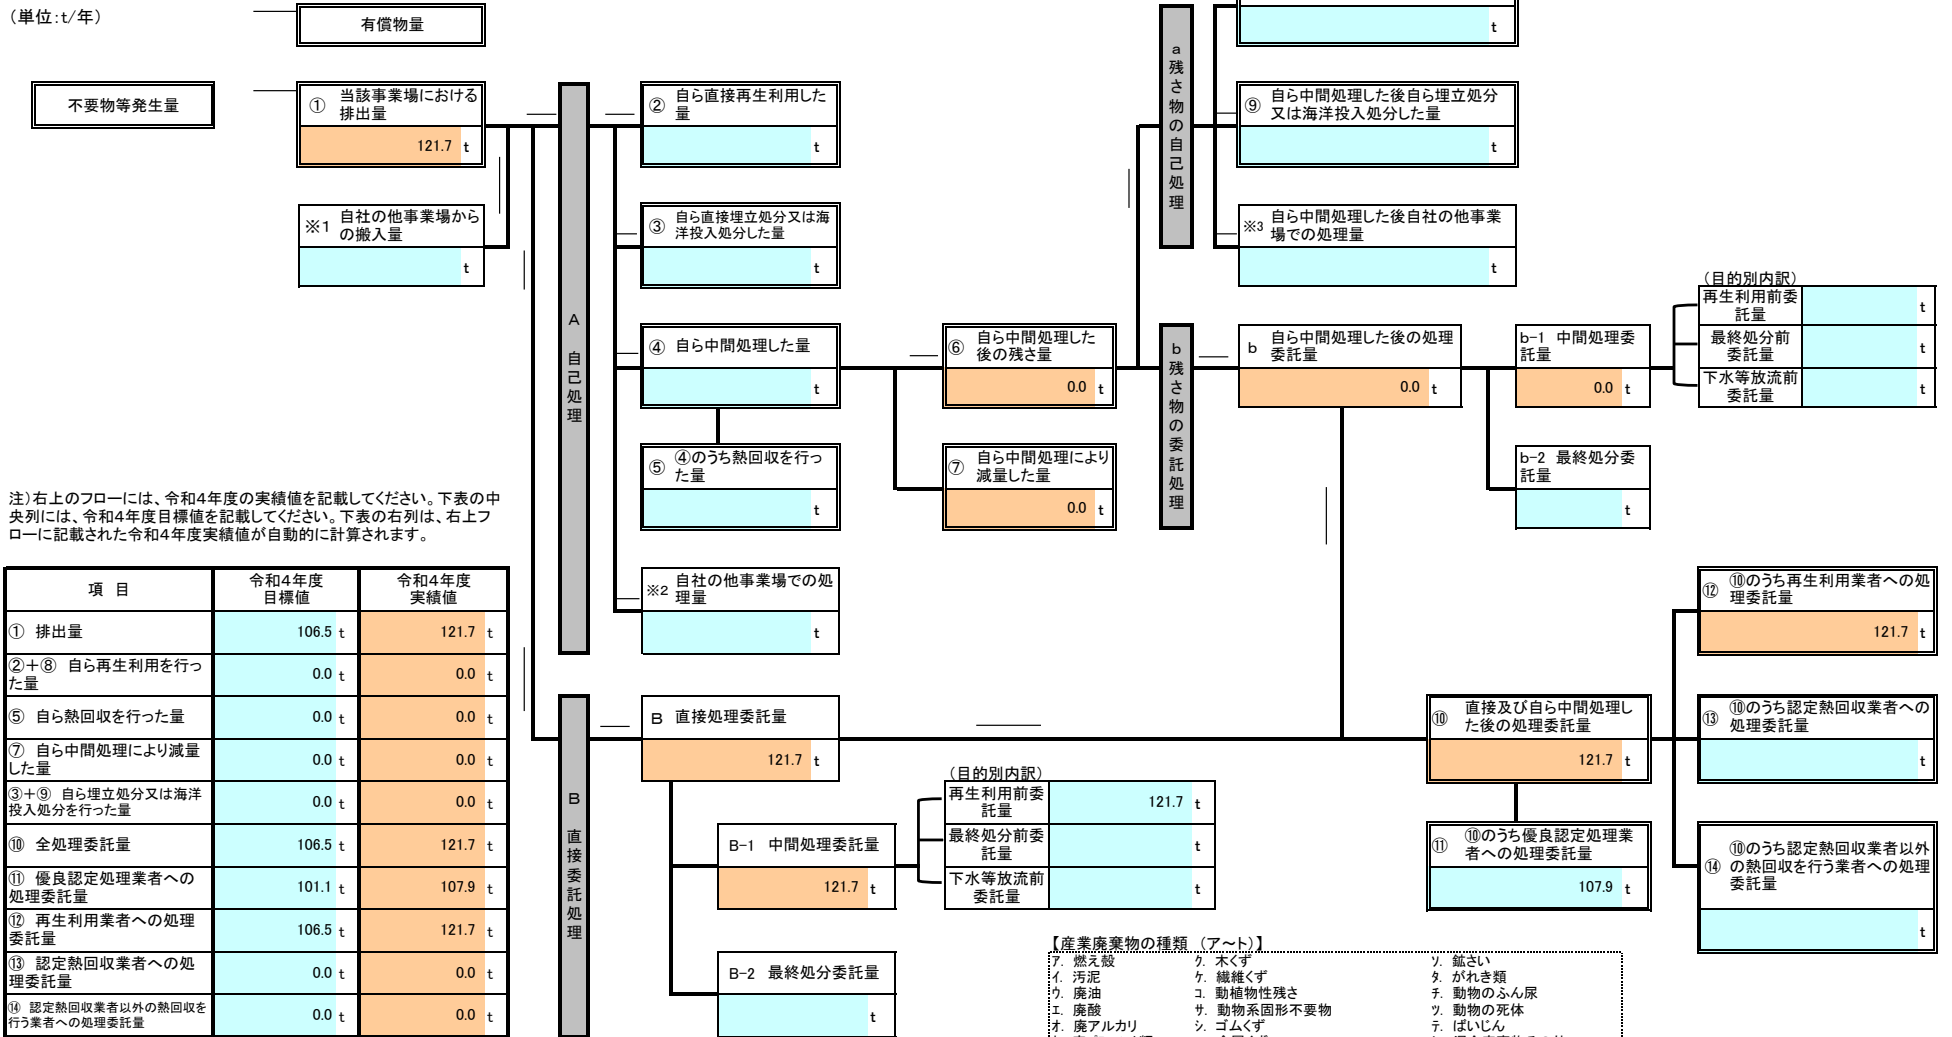 （単位：t/年）
有償物量
t
不要物等発生量
① 当該事業場における
排出量
121.7 t
※1 自社の他事業場から
の搬入量
t
A 自己処理
② 自ら直接再生利用した
量
t
③ 自ら直接埋立処分又は海
洋投入処分した量
t
④ 自ら中間処理した量
t
⑤ ④のうち熱回収を行っ
た量
t
※2 自社の他事業場での処
理量
t
⑥ 自ら中間処理した
後の残さ量
0.0 t
⑦ 自ら中間処理により
減量した量
0.0 t
a 残さ物の自己処理
⑨ 自ら中間処理した後自ら埋立処分
又は海洋投入処分した量
t
※3 自ら中間処理した後自社の他事業
場での処理量
t
b 残さ物の委託処理
b 自ら中間処理した後の処理
委託量
0.0 t
b-1 中間処理委
託量
0.0 t
b-2 最終処分委
託量
t
（目的別内訳）
再生利用前委
託量
t
最終処分前
委託量
t
下水等放流前
委託量
t
注）右上のフローには、令和4年度の実績値を記載してください。下表の中
央列には、令和4年度目標値を記載してください。下表の右列は、右上フ
ローに記載された令和4年度実績値が自動的に計算されます。
項 目 令和4年度
目標値 令和4年度
実績値
① 排出量 106.5 t 121.7 t
②＋⑧ 自ら再生利用を行っ
た量 0.0 t 0.0 t
⑤ 自ら熱回収を行った量 0.0 t 0.0 t
⑦ 自ら中間処理により減量
した量 0.0 t 0.0 t
③＋⑨ 自ら埋立処分又は海洋
投入処分を行った量 0.0 t 0.0 t
⑩ 全処理委託量 106.5 t 121.7 t
⑪ 優良認定処理業者への
処理委託量 101.1 t 107.9 t
⑫ 再生利用業者への処理
委託量 106.5 t 121.7 t
⑬ 認定熱回収業者への処
理委託量 0.0 t 0.0 t
⑭ 認定熱回収業者以外の熱回収を
行う業者への処理委託量 0.0 t 0.0 t
B 直接委託処理
B 直接処理委託量
121.7 t
B-1 中間処理委託量
121.7 t
B-2 最終処分委託量
t
（目的別内訳）
再生利用前委
託量
121.7 t
最終処分前委
託量
t
下水等放流前
委託量
t
⑩ 直接及び自ら中間処理し
た後の処理委託量
121.7 t
⑪ ⑩のうち優良認定処理業
者への処理委託量
107.9 t
⑫ ⑩のうち再生利用業者への処
理委託量
121.7 t
⑬ ⑩のうち認定熱回収業者への
処理委託量
t
⑭ ⑩のうち認定熱回収業者以外
の熱回収を行う業者への処理
委託量
t
【産業廃棄物の種類 （ア～ト）】
ア. 燃え殻 ク. 木くず ソ. 鉱さい
イ. 汚泥 ケ. 繊維くず タ. がれき類
ウ. 廃油 コ. 動植物性残さ チ. 動物のふん尿
エ. 廃酸 サ. 動物系固形不要物 ツ. 動物の死体
オ. 廃アルカリ シ. ゴムくず テ. ばいじん